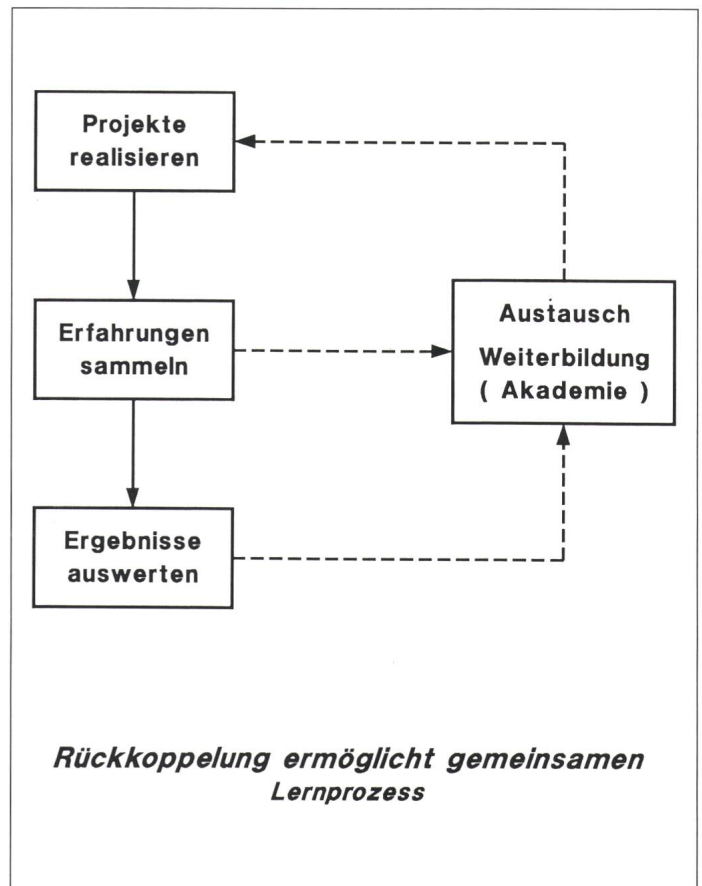 Projekte
realisieren
Erfahrungen
sammeln
Austausch
Weiterbildung
( Akademie )
Ergebnisse
auswerten
Rückkoppelung ermöglicht gemeinsamen
Lernprozess